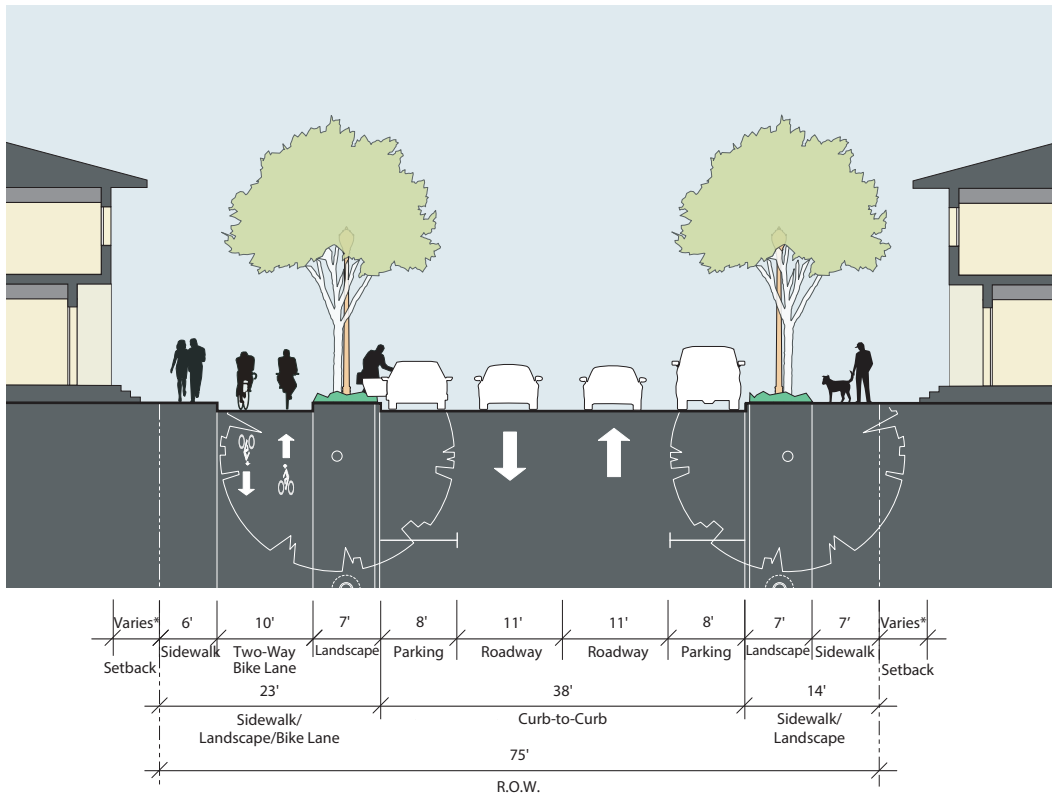 Varies* 6' 10' 7' 8' 11' 11' 8' 7' 7' Varies*
Setback Sidewalk Two-Way Landscape Parking Roadway Roadway Parking Landscape Sidewalk Setback
Bike Lane
23' 38' 14'
Sidewalk/ Curb-to-Curb Sidewalk/
Landscape/Bike Lane Landscape
75'
R.O.W.